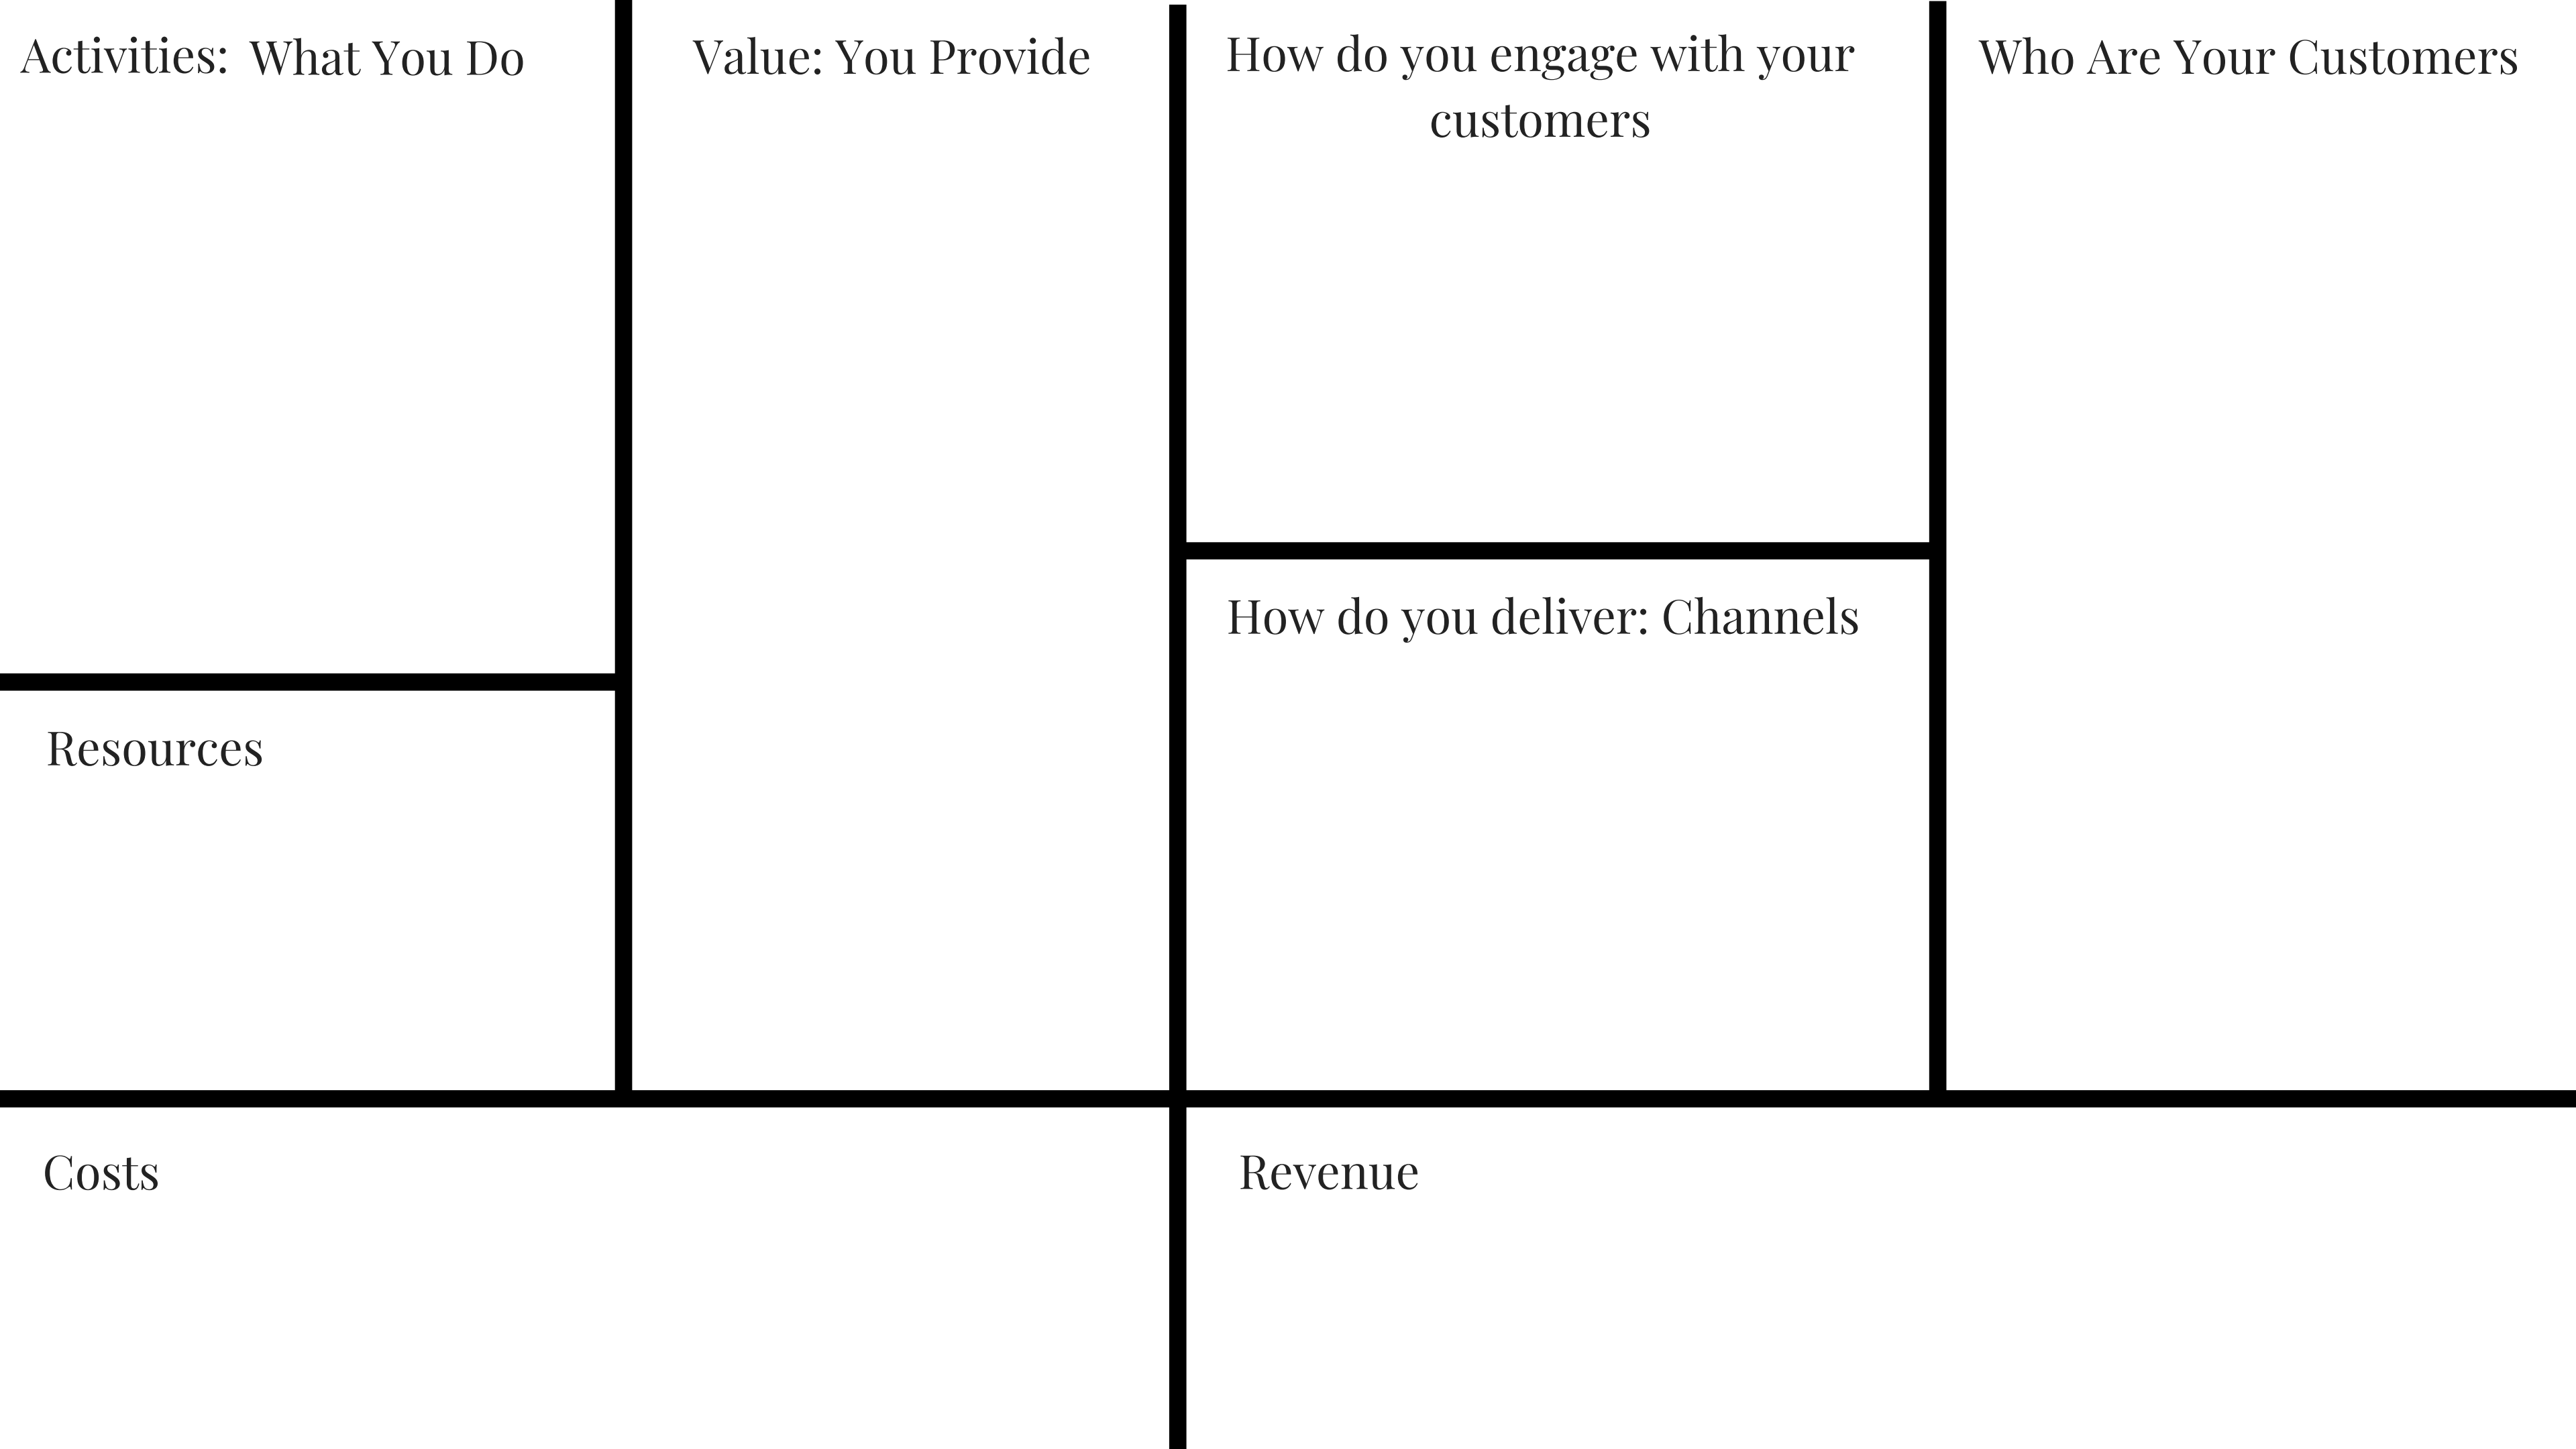 Activities: What You Do
Value: You Provide
How do you engage with your
customers
Who Are Your Customers
How do you deliver: Channels
Resources
Costs
Revenue